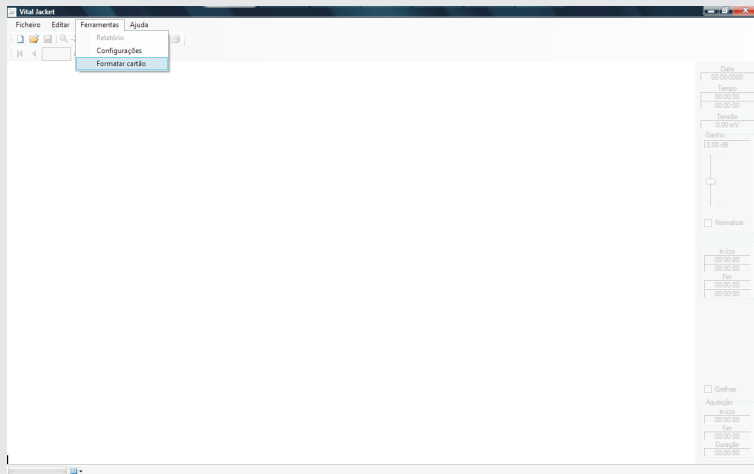 Vital Jacket
Ficheiro Editar Ferramentas Ajuda
Relatório
Configurações
Formatar cartão
Data
00-00-0000
Tempo
00:00:00
00:00:00
Tensão
0.00 mV
Ganho
0,00 dB
Normalizar
Início
00:00:00
00:00:00
Fim
00:00:00
00:00:00
Grelhas
Aquisição
Início
00:00:00
Fim
00:00:00
Duração
00:00:00